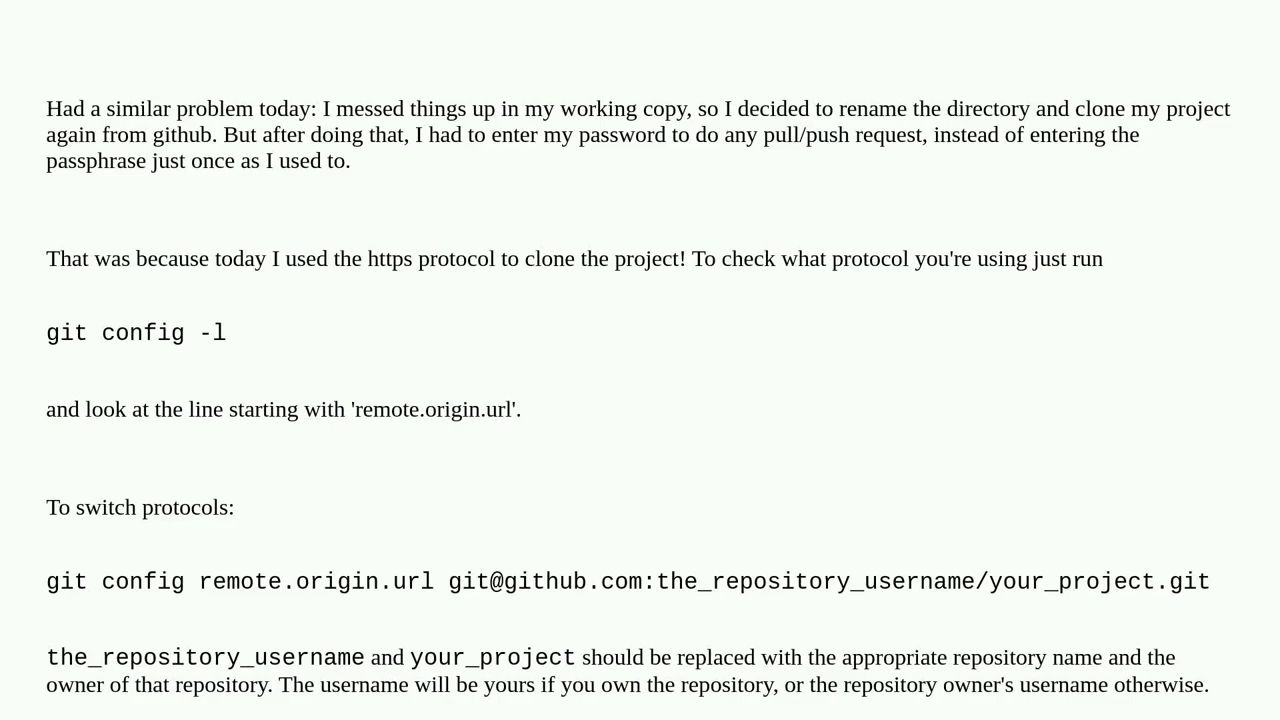 Had a similar problem today: I messed things up in my working copy, so I decided to rename the directory and clone my project
again from github. But after doing that, I had to enter my password to do any pull/push request, instead of entering the
passphrase just once as I used to.
That was because today I used the https protocol to clone the project! To check what protocol you're using just run
git config -l
and look at the line starting with 'remote.origin.url'.
To switch protocols:
git config remote.origin.url git@github.com:the_repository_username/your_project.git
the_repository_username and your_project should be replaced with the appropriate repository name and the
owner of that repository. The username will be yours if you own the repository, or the repository owner's username otherwise.